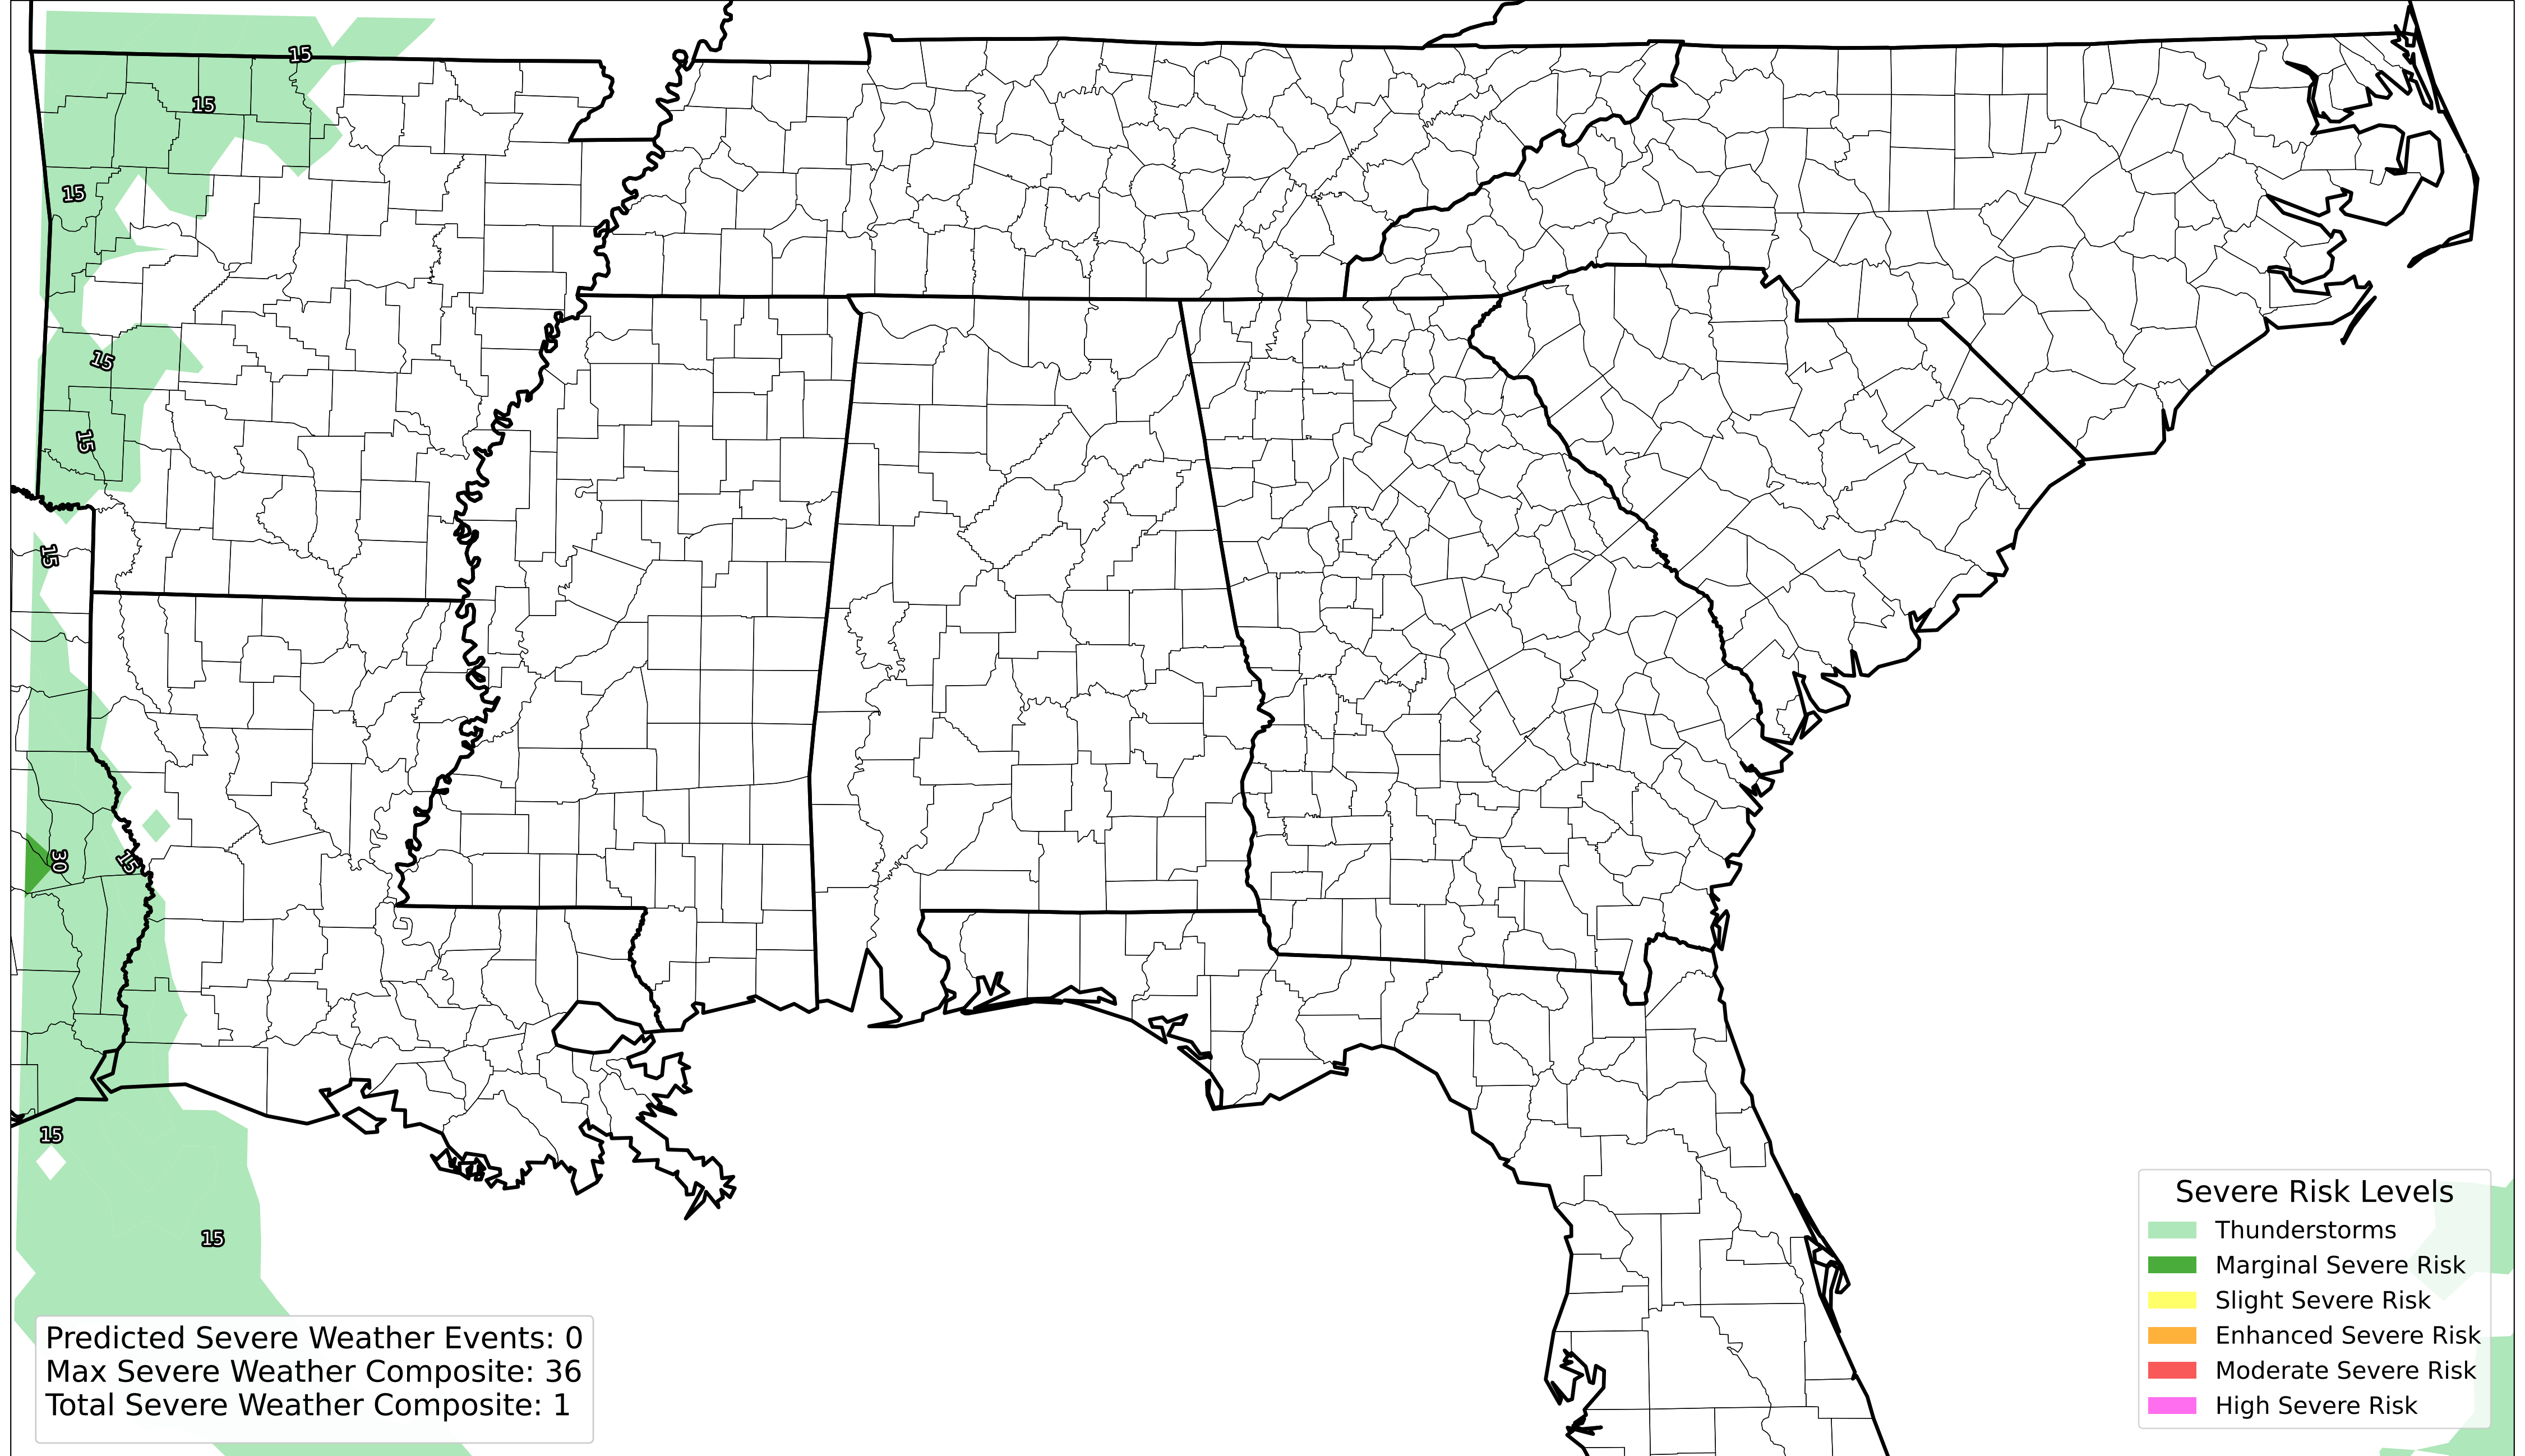 15
15
15
15
15
15
30
15
15
15
Predicted Severe Weather Events: 0
Max Severe Weather Composite: 36
Total Severe Weather Composite: 1
Severe Risk Levels
Thunderstorms
Marginal Severe Risk
Slight Severe Risk
Enhanced Severe Risk
Moderate Severe Risk
High Severe Risk